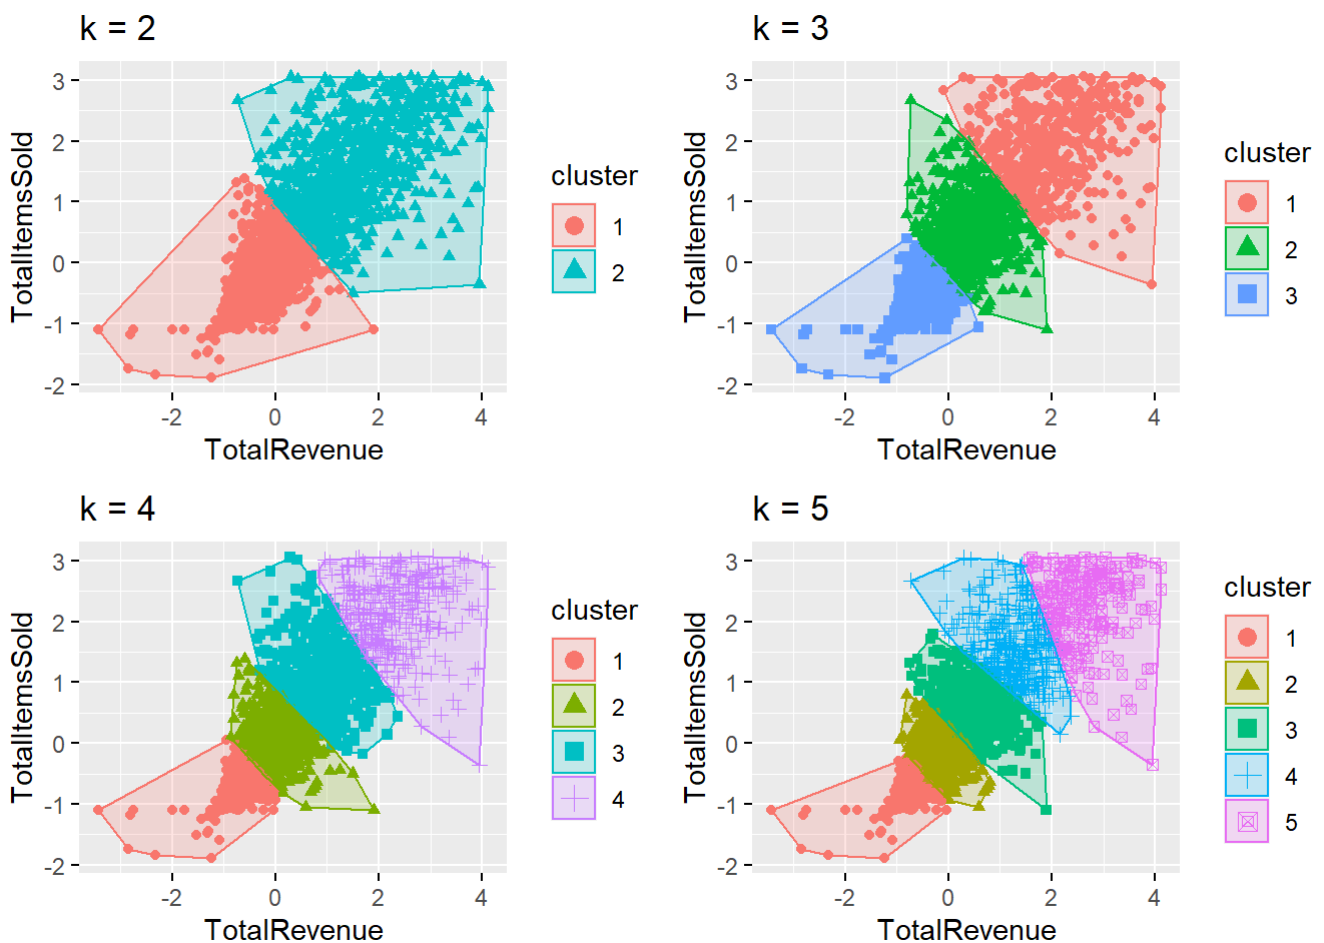 k = 2
TotalItemsSold
3
2
1
0
-1
-2
-2 0 2 4
TotalRevenue
cluster
1
2
k = 3
TotalItemsSold
3
2
1
0
-1
-2
-2 0 2 4
TotalRevenue
cluster
1
2
3
k = 4
TotalItemsSold
3
2
1
0
-1
-2
-2 0 2 4
TotalRevenue
cluster
1
2
3
4
k = 5
TotalItemsSold
3
2
1
0
-1
-2
-2 0 2 4
TotalRevenue
cluster
1
2
3
4
5